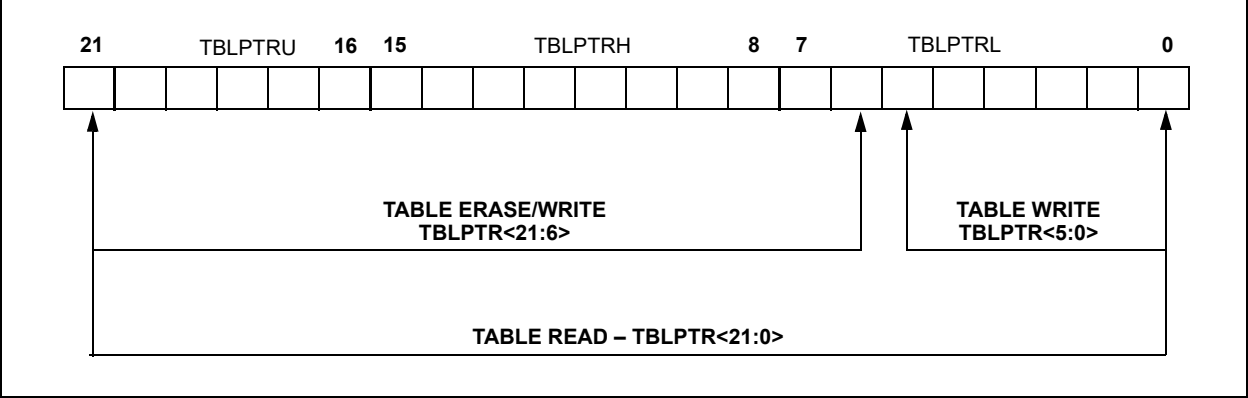 21 TBLPTRU 16 15 TBLPTRH 8 7 TBLPTRL 0
TABLE ERASE/WRITE
TBLPTR<21:6>
TABLE WRITE
TBLPTR<5:0>
TABLE READ – TBLPTR<21:0>